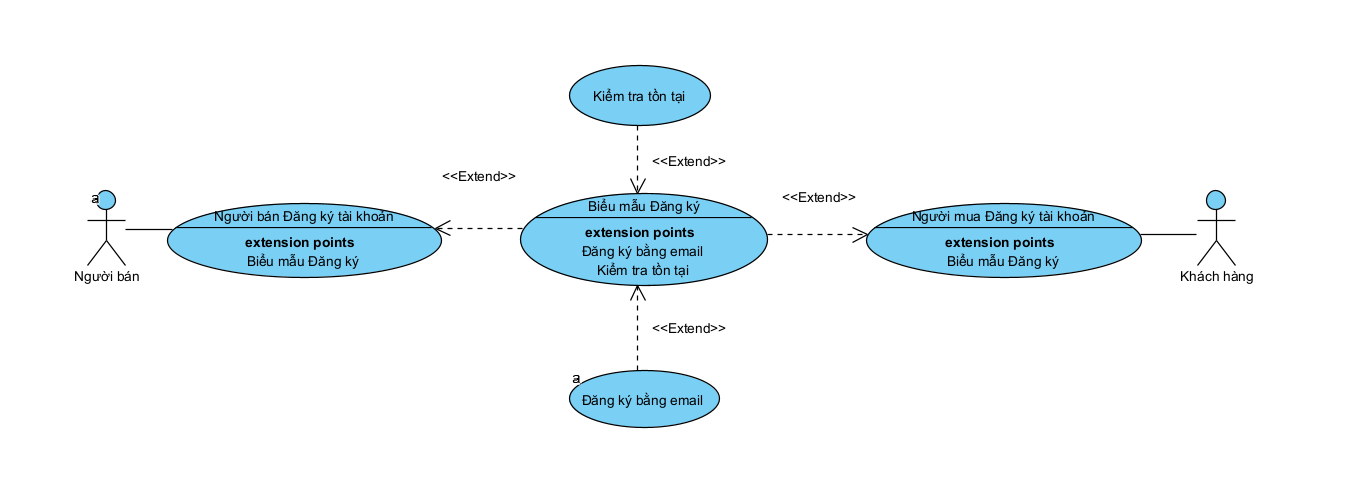 Kiểm tra tồn tại
<<Extend>>
<<Extend>>
<<Extend>>
a
Người bán
Người bán Đăng ký tài khoản
extension points
Biểu mẫu Đăng ký
Biểu mẫu Đăng ký
extension points
Đăng ký bằng email
Kiểm tra tồn tại
Người mua Đăng ký tài khoản
extension points
Biểu mẫu Đăng ký
Khách hàng
<<Extend>>
a
Đăng ký bằng email